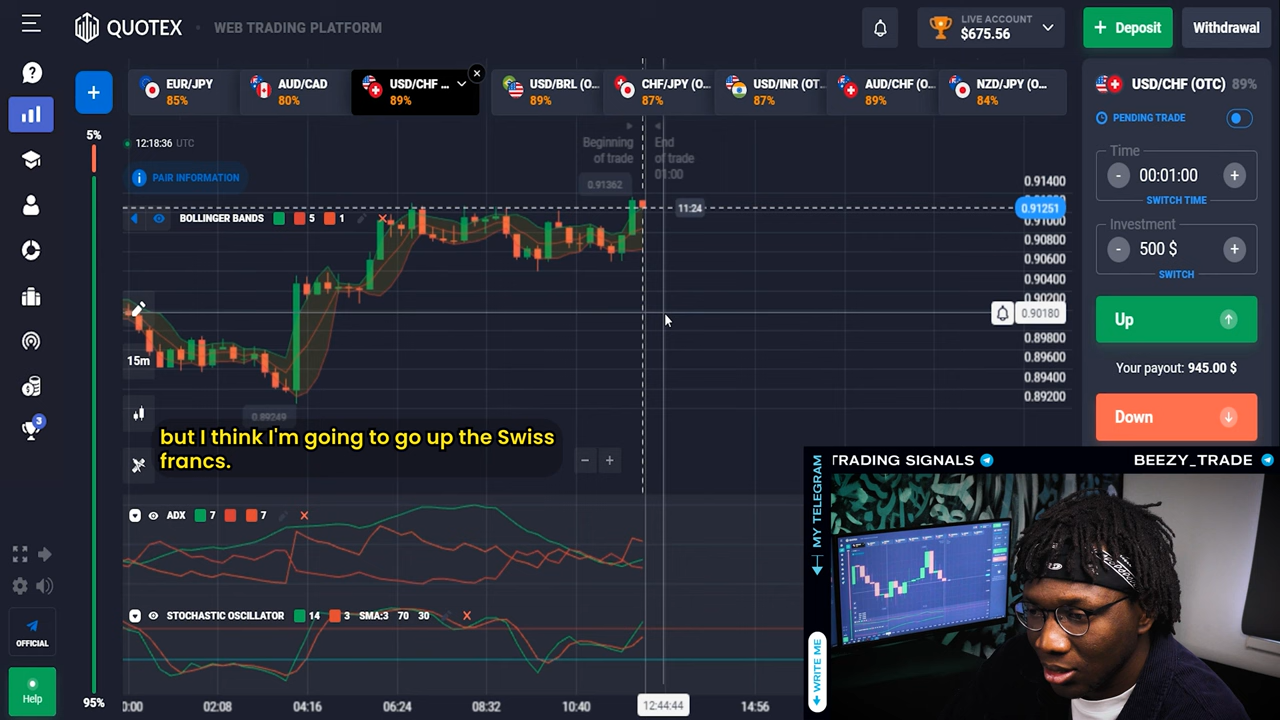 QUOTEX
WEB TRADING PLATFORM
LIVE ACCOUNT
$675.56
+ Deposit
Withdrawal
EUR/JPY
85%
AUD/CAD
80%
USD/CHF ...
89%
USD/BRL (O...
89%
CHF/JPY (O...
87%
USD/INR (OT...
87%
AUD/CHF (O...
89%
NZD/JPY (O...
84%
5%
12:18:36 UTC
PAIR INFORMATION
BOLLINGER BANDS 5 1
Beginning
of trade
End
of trade
01:00
0.91362
11:24
0.91400
0.91251
0.91000
0.90800
0.90600
0.90400
0.90200
0.90180
0.89800
0.89600
0.89400
0.89200
15m
0.89249
but I think I'm going to go up the Swiss
francs.
ADX 7 7
STOCHASTIC OSCILLATOR 14 3 SMA:3 70 30
0:00
02:08
04:16
06:24
08:32
10:40
12:44:44
14:56
95%
3
OFFICIAL
Help
USD/CHF (OTC) 89%
PENDING TRADE
Time
- 00:01:00 +
SWITCH TIME
Investment
- 500 $ +
SWITCH
Up
Your payout: 945.00 $
Down
TRADING SIGNALS
BEEZY_TRADE
MY TELEGRAM
WRITE ME